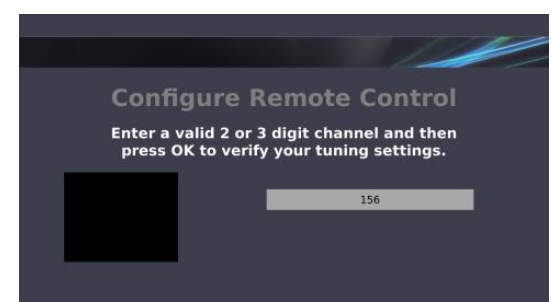 Configure Remote Control
Enter a valid 2 or 3 digit channel and then
press OK to verify your tuning settings.
156